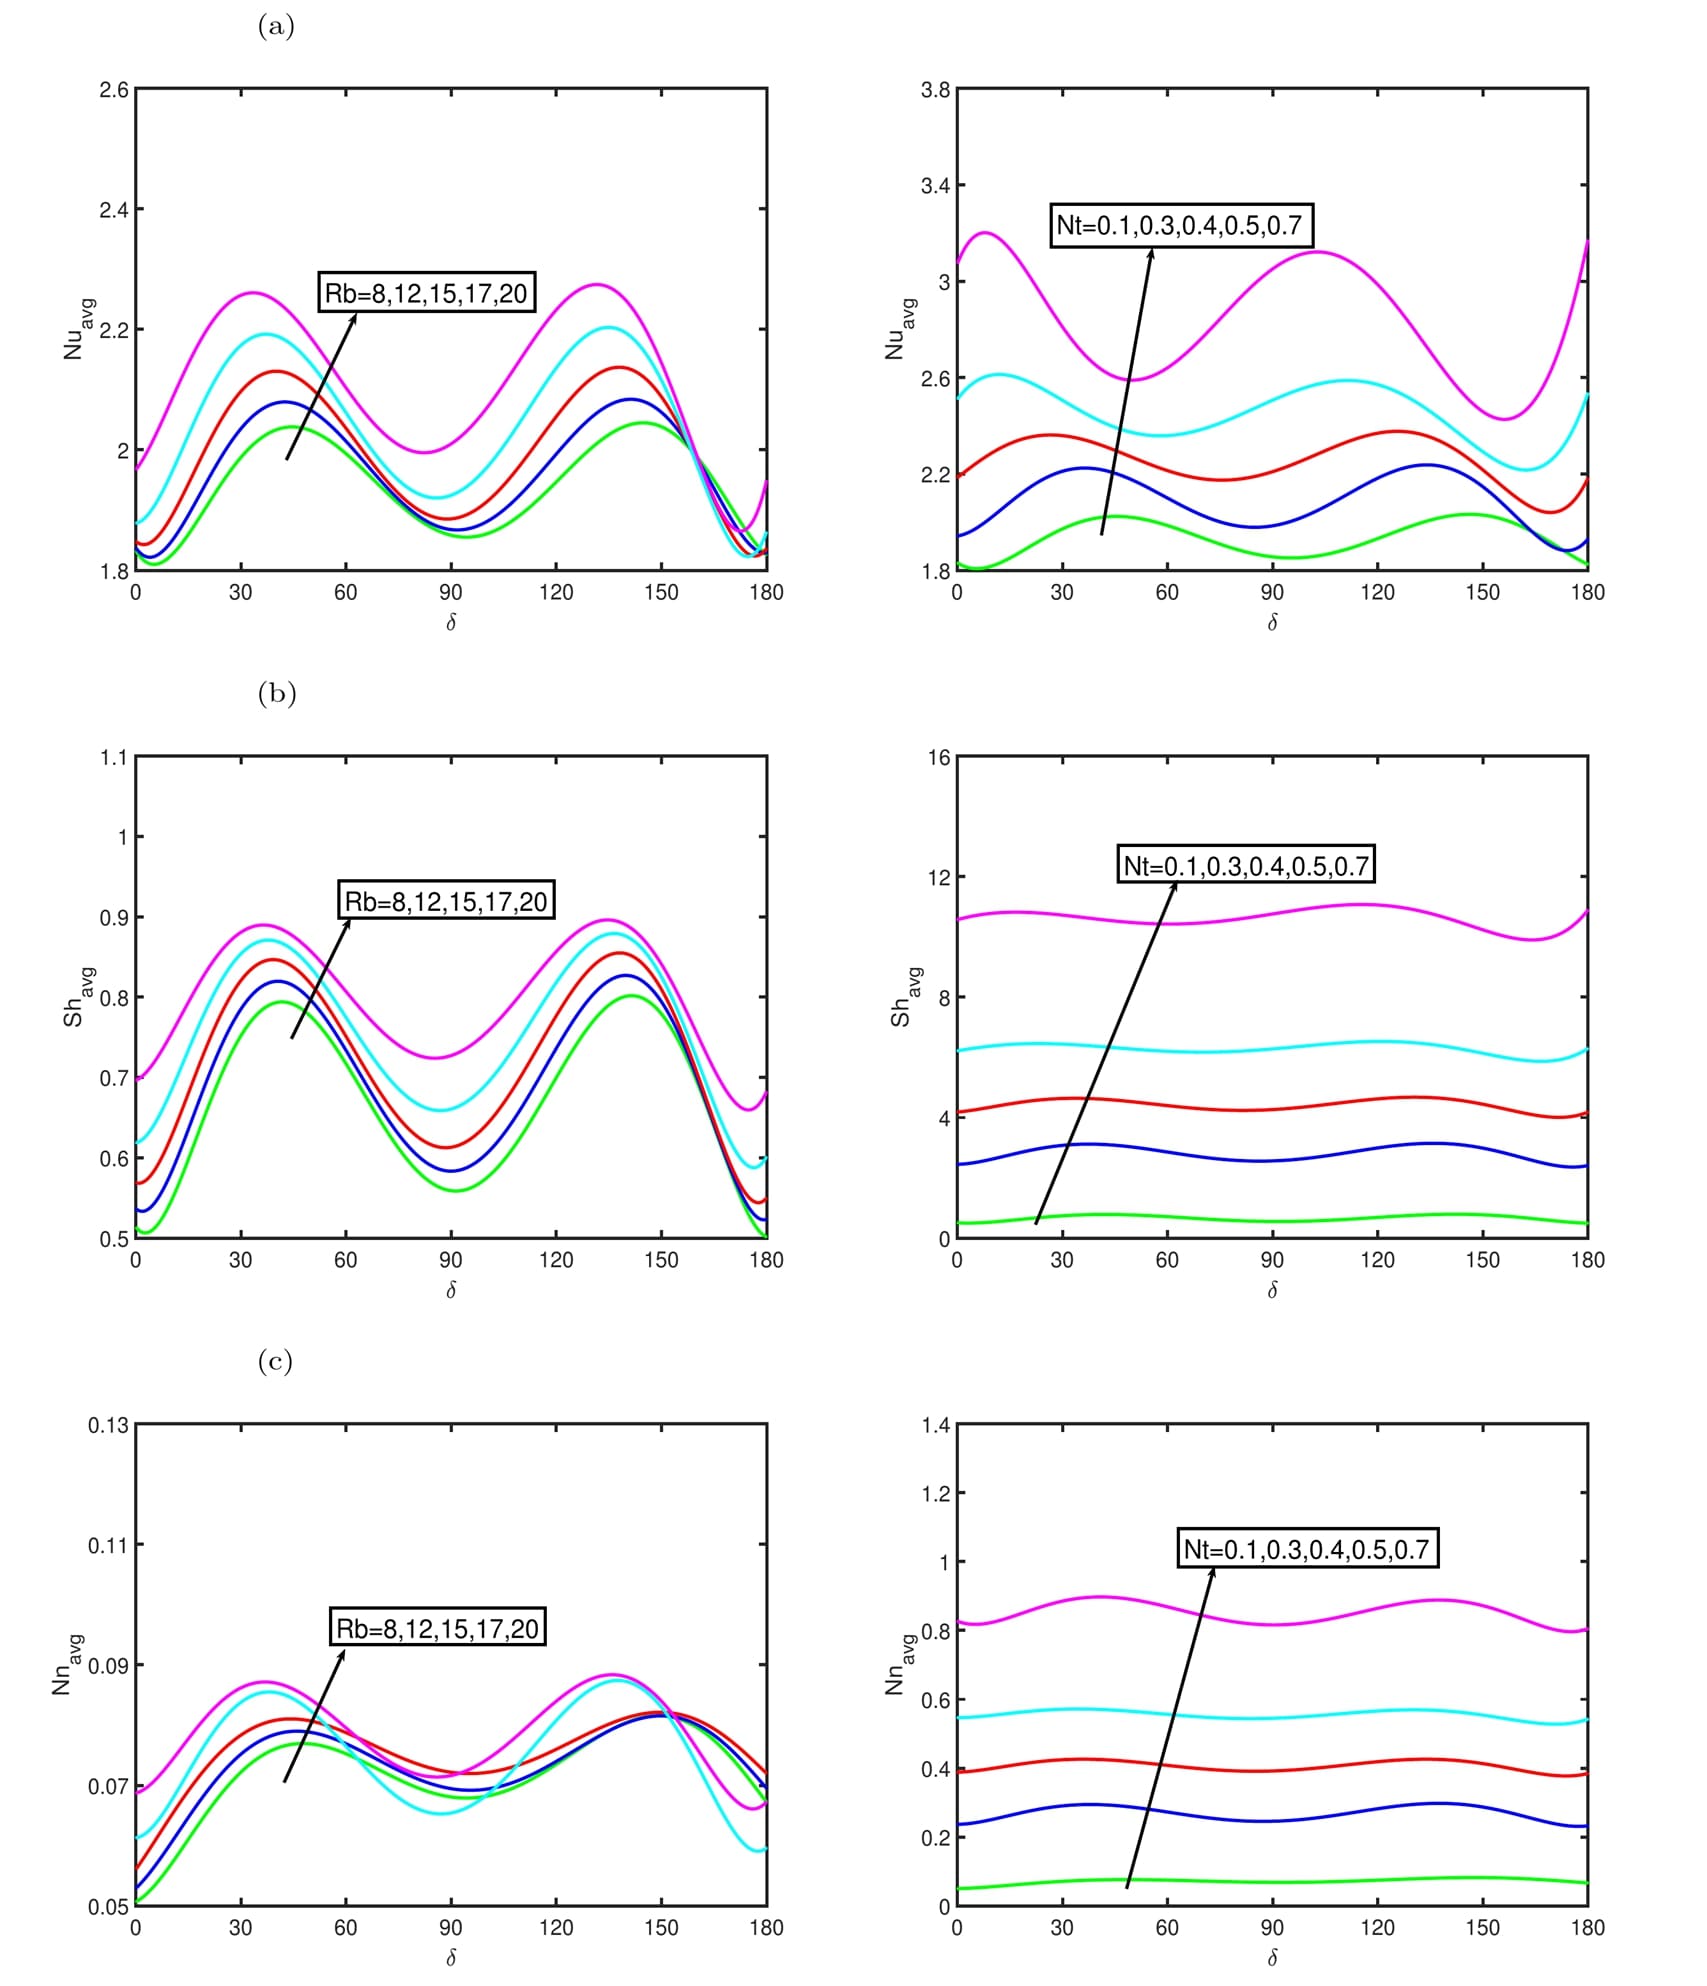 (a)
2.6
2.4
2.2
2
1.8
Nu_avg
Rb=8,12,15,17,20
0 30 60 90 120 150 180
δ
3.8
3.4
3
2.6
2.2
1.8
Nu_avg
Nt=0.1,0.3,0.4,0.5,0.7
0 30 60 90 120 150 180
δ
(b)
1.1
1
0.9
0.8
0.7
0.6
0.5
Sh_avg
Rb=8,12,15,17,20
0 30 60 90 120 150 180
δ
16
12
8
4
0
Sh_avg
Nt=0.1,0.3,0.4,0.5,0.7
0 30 60 90 120 150 180
δ
(c)
0.13
0.11
0.09
0.07
0.05
Nn_avg
Rb=8,12,15,17,20
0 30 60 90 120 150 180
δ
1.4
1.2
1
0.8
0.6
0.4
0.2
0
Nn_avg
Nt=0.1,0.3,0.4,0.5,0.7
0 30 60 90 120 150 180
δ